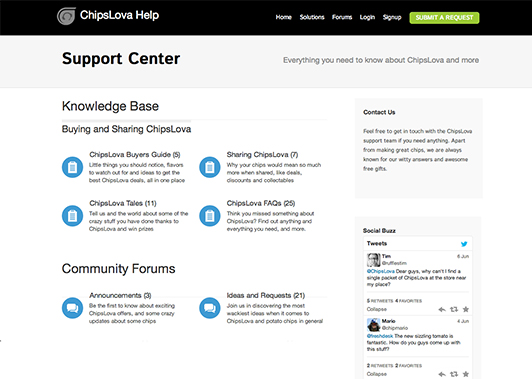 ChipsLova Help
Home Solutions Forums Login Signup SUBMIT A REQUEST
Support Center
Everything you need to know about ChipsLova and more
Knowledge Base
Buying and Sharing ChipsLova
ChipsLova Buyers Guide (5)
Little things you should notice, flavors
to watch out for and ideas to get the
best ChipsLova deals, all in one place
Sharing ChipsLova (7)
Why your chips would mean so much
more when shared, like deals,
discounts and collectables
ChipsLova Tales (11)
Tell us and the world about some of the
crazy stuff you have done thanks to
ChipsLova and win prizes
ChipsLova FAQs (25)
Think you missed something about
ChipsLova? Find out anything and
everything you need, and more.
Community Forums
Announcements (3)
Be the first to know about exciting
ChipsLova offers, and some crazy
updates about some chips
Ideas and Requests (21)
Join us in discovering the most
wackiest ideas when it comes to
ChipsLova and potato chips in general
Contact Us
Feel free to get in touch with the ChipsLova
support team if you need anything. Apart
from making great chips, we are always
known for our witty answers and awesome
free gifts.
Social Buzz
Tweets
Tim 6 Jun
@rufflestim
@ChipsLova Dear guys, why can't I find a
single packet of ChipsLova at the store near
my place?
5 RETWEETS 4 FAVORITES
Collapse
Mario 4 Jun
@chipmario
@freshdesk The new sizzling tomato is
fantastic. How do you guys come up with
this stuff?
2 RETWEETS 2 FAVORITES
Collapse